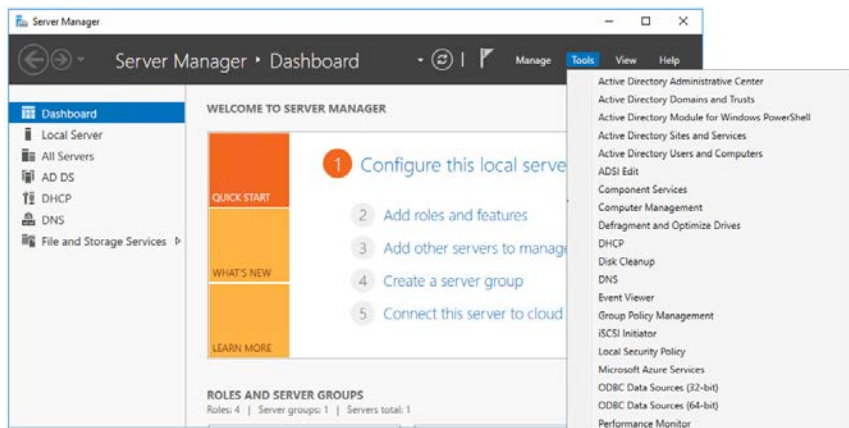 Server Manager
Server Manager • Dashboard
Manage Tools View Help
Dashboard
Local Server
All Servers
AD DS
DHCP
DNS
File and Storage Services
WELCOME TO SERVER MANAGER
QUICK START
WHAT'S NEW
LEARN MORE
1 Configure this local serve
2 Add roles and features
3 Add other servers to manage
4 Create a server group
5 Connect this server to cloud
ROLES AND SERVER GROUPS
Roles: 4 | Server groups: 1 | Servers total: 1
Active Directory Administrative Center
Active Directory Domains and Trusts
Active Directory Module for Windows PowerShell
Active Directory Sites and Services
Active Directory Users and Computers
ADSI Edit
Component Services
Computer Management
Defragment and Optimize Drives
DHCP
Disk Cleanup
DNS
Event Viewer
Group Policy Management
iSCSI Initiator
Local Security Policy
Microsoft Azure Services
ODBC Data Sources (32-bit)
ODBC Data Sources (64-bit)
Performance Monitor